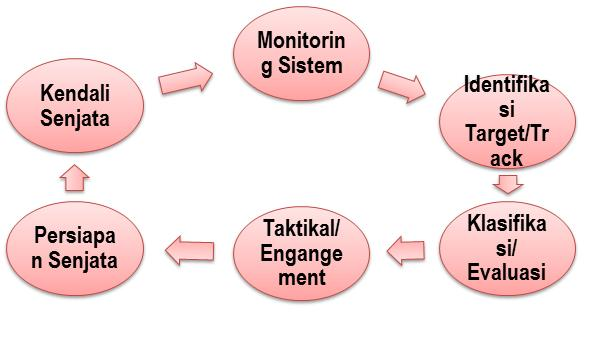 Monitorin
g Sistem
Identifika
si
Target/Tr
ack
Klasifika
si/
Evaluasi
Taktikal/
Engange
ment
Persiapa
n Senjata
Kendali
Senjata